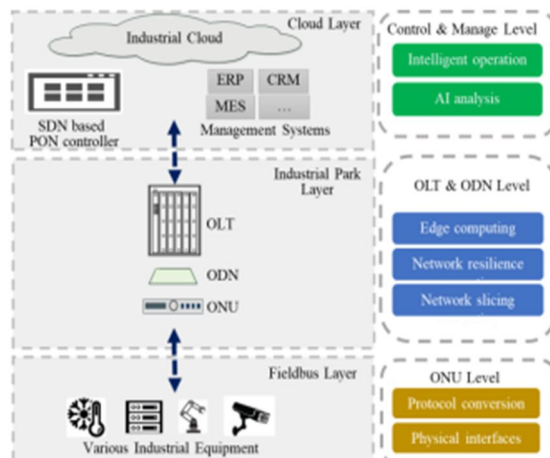 Cloud Layer
Industrial Cloud
ERP
CRM
MES
...
SDN based
PON controller
Management Systems
Control & Manage Level
Intelligent operation
AI analysis
Industrial Park
Layer
OLT
ODN
ONU
OLT & ODN Level
Edge computing
Network resilience
Network slicing
Fieldbus Layer
Various Industrial Equipment
ONU Level
Protocol conversion
Physical interfaces